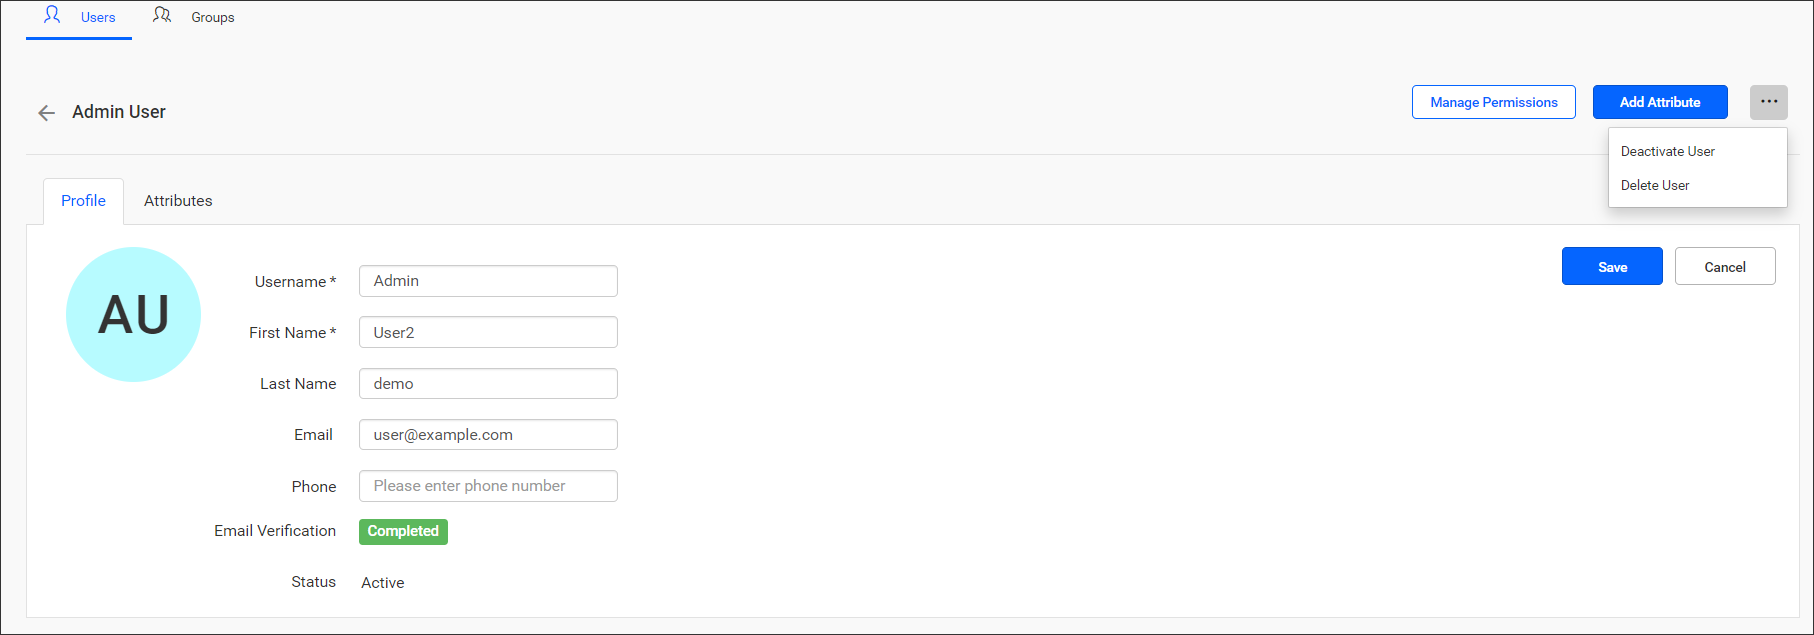 Users
Groups
Admin User
Manage Permissions
Add Attribute
Deactivate User
Delete User
Profile
Attributes
AU
Save
Cancel
Username * Admin
First Name * User2
Last Name demo
Email user@example.com
Phone Please enter phone number
Email Verification Completed
Status Active